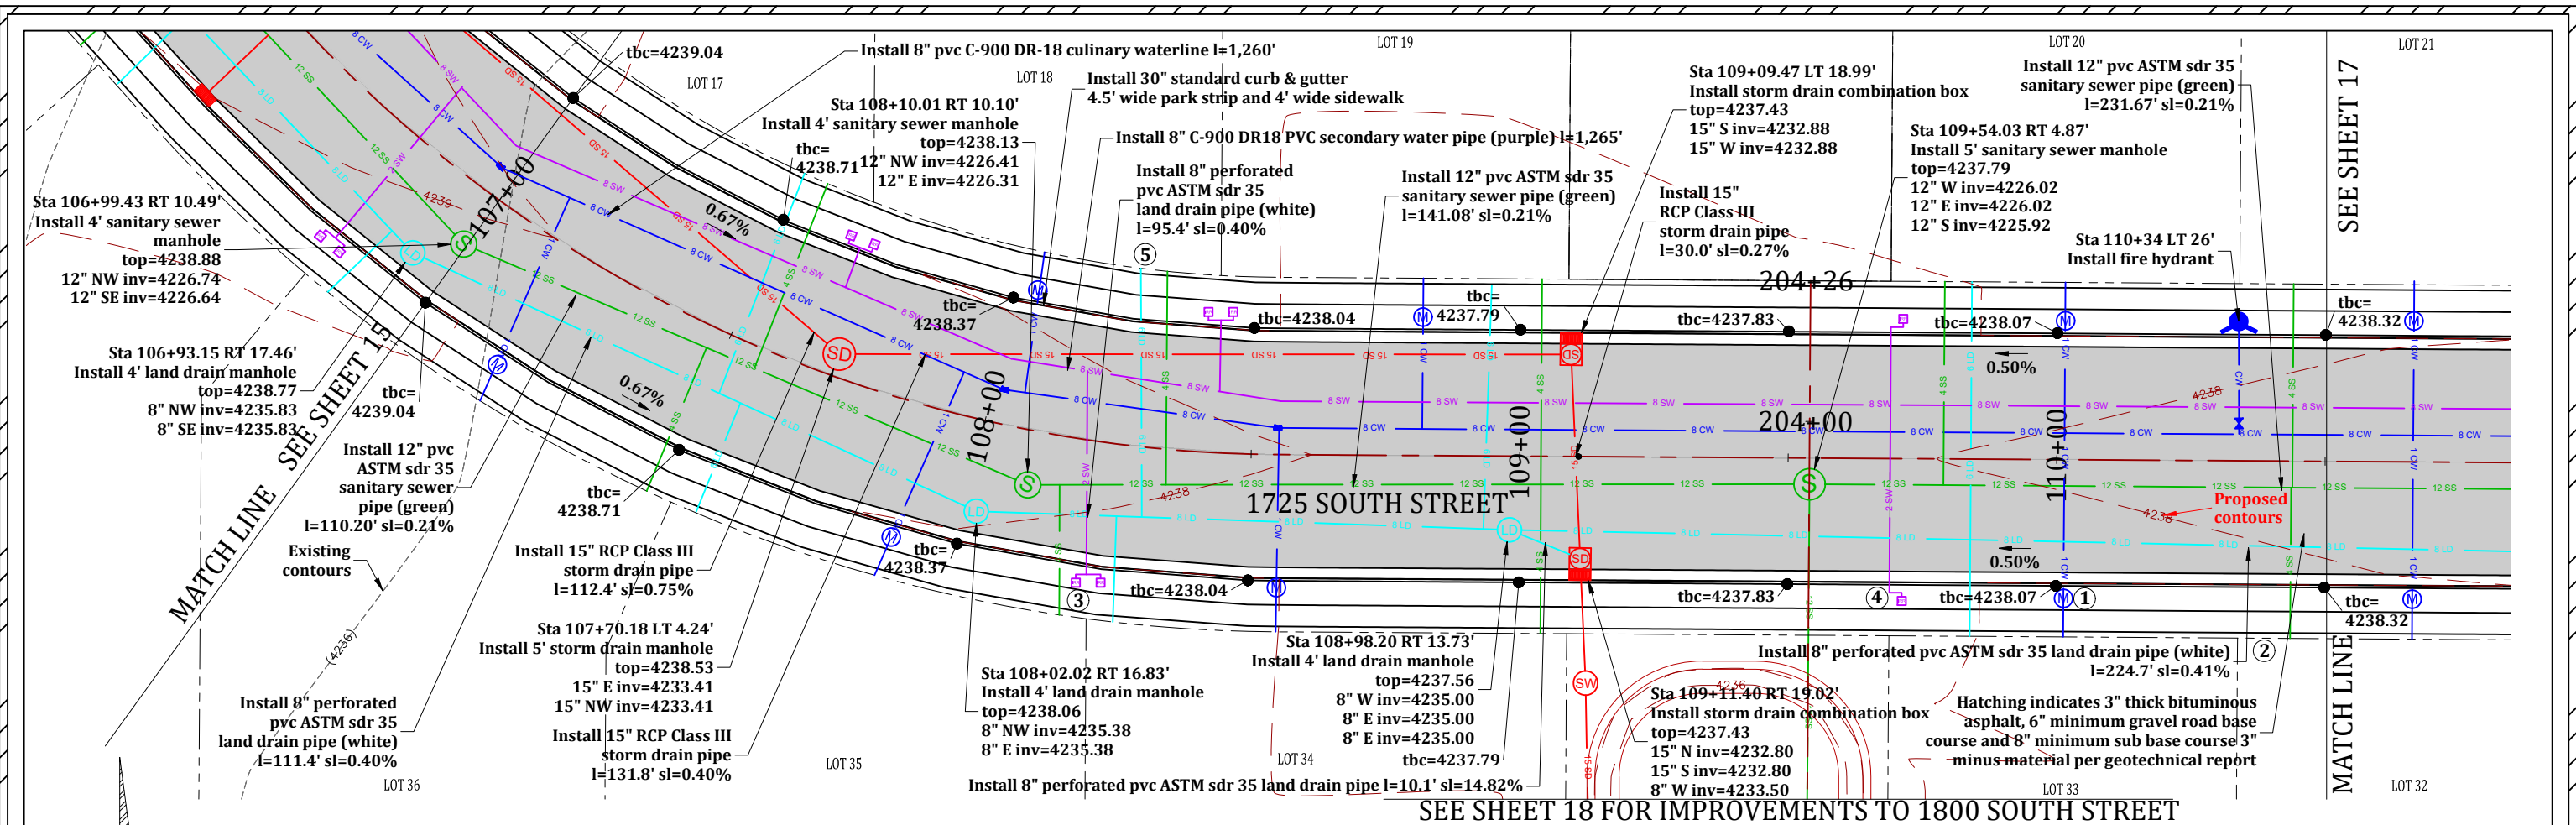 tbc=4239.04
LOT 17
Install 8" pvc C-900 DR-18 culinary waterline l=1,260'
LOT 18
Install 30" standard curb & gutter
4.5' wide park strip and 4' wide sidewalk
LOT 19
LOT 20
LOT 21
Sta 108+10.01 RT 10.10'
Install 4' sanitary sewer manhole
top=4238.13
12" NW inv=4226.41
12" E inv=4226.31
tbc=
4238.71
Install 8" C-900 DR18 PVC secondary water pipe (purple) l=1,265'
Install 8" perforated
pvc ASTM sdr 35
land drain pipe (white)
l=95.4' sl=0.40%
Install 12" pvc ASTM sdr 35
sanitary sewer pipe (green)
l=141.08' sl=0.21%
Sta 109+09.47 LT 18.99'
Install storm drain combination box
top=4237.43
15" S inv=4232.88
15" W inv=4232.88
Install 15"
RCP Class III
storm drain pipe
l=30.0' sl=0.27%
Sta 109+54.03 RT 4.87'
Install 5' sanitary sewer manhole
top=4237.79
12" W inv=4226.02
12" E inv=4226.02
12" S inv=4225.92
Install 12" pvc ASTM sdr 35
sanitary sewer pipe (green)
l=231.67' sl=0.21%
Sta 110+34 LT 26'
Install fire hydrant
SEE SHEET 17
Sta 106+99.43 RT 10.49'
Install 4' sanitary sewer
manhole
top=4238.88
12" NW inv=4226.74
12" SE inv=4226.64
4239
107+00
0.67%
5
204+26
tbc=
4238.37
tbc=4238.04
tbc=
4237.79
tbc=4237.83
tbc=4238.07
tbc=
4238.32
Sta 106+93.15 RT 17.46'
Install 4' land drain manhole
top=4238.77
8" NW inv=4235.83
8" SE inv=4235.83
MATCH LINE SEE SHEET 15
tbc=
4239.04
0.67%
SD
15 SD
8 SW
8 CW
12 SS
8 LD
S
LD
M
0.50%
4238
108+00
109+00
204+00
110+00
1725 SOUTH STREET
4238
Proposed
contours
4238
0.50%
Install 12" pvc
ASTM sdr 35
sanitary sewer
pipe (green)
l=110.20' sl=0.21%
tbc=
4238.71
Existing
contours
(4236)
Install 15" RCP Class III
storm drain pipe
l=112.4' sl=0.75%
tbc=
4238.37
3
tbc=4238.04
tbc=4237.83
4
tbc=4238.07
1
tbc=
4238.32
Sta 107+70.18 LT 4.24'
Install 5' storm drain manhole
top=4238.53
15" E inv=4233.41
15" NW inv=4233.41
Install 15" RCP Class III
storm drain pipe
l=131.8' sl=0.40%
Sta 108+02.02 RT 16.83'
Install 4' land drain manhole
top=4238.06
8" NW inv=4235.38
8" E inv=4235.38
Sta 108+98.20 RT 13.73'
Install 4' land drain manhole
top=4237.56
8" W inv=4235.00
8" E inv=4235.00
8" E inv=4235.00
tbc=4237.79
SW
4236
Sta 109+11.40 RT 19.02'
Install storm drain combination box
top=4237.43
15" N inv=4232.80
15" S inv=4232.80
8" W inv=4233.50
Install 8" perforated pvc ASTM sdr 35 land drain pipe (white)
l=224.7' sl=0.41%
2
Hatching indicates 3" thick bituminous
asphalt, 6" minimum gravel road base
course and 8" minimum sub base course 3"
minus material per geotechnical report
MATCH LINE
Install 8" perforated
pvc ASTM sdr 35
land drain pipe (white)
l=111.4' sl=0.40%
LOT 36
LOT 35
LOT 34
Install 8" perforated pvc ASTM sdr 35 land drain pipe l=10.1' sl=14.82%
LOT 33
LOT 32
SEE SHEET 18 FOR IMPROVEMENTS TO 1800 SOUTH STREET